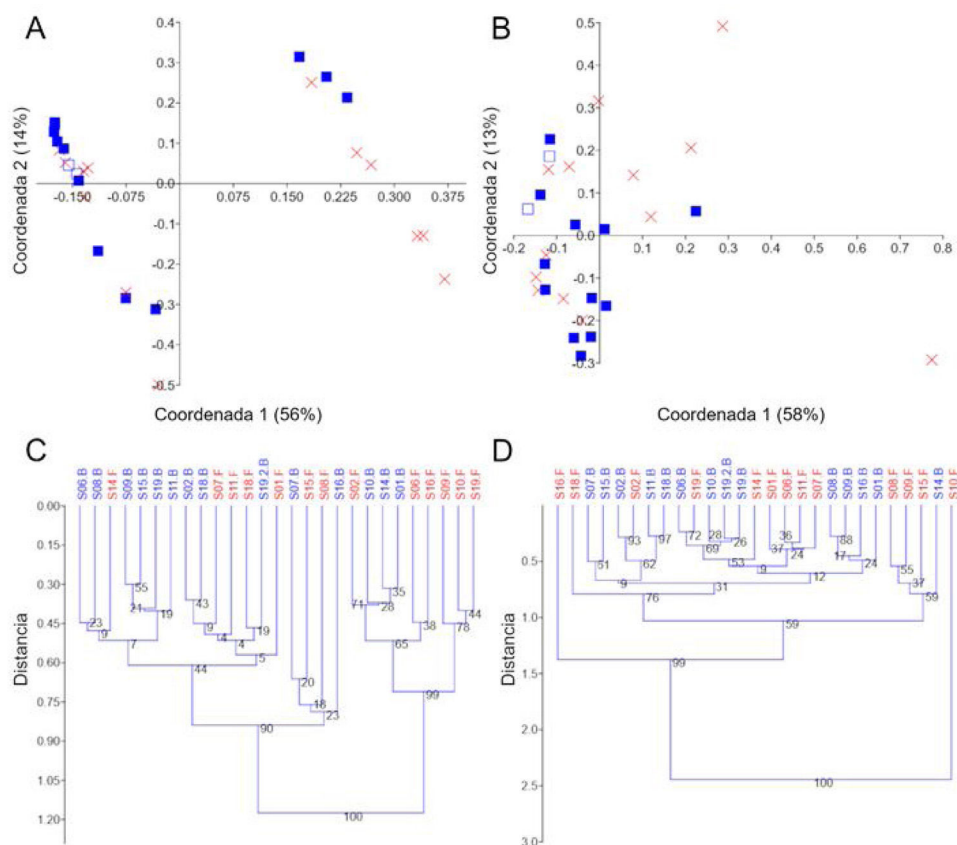 A
Coordenada 2 (14%)
0.4
0.3
0.2
0.1
0.0
-0.150 -0.075 0.075 0.150 0.225 0.300 0.375
-0.1
-0.2
-0.3
-0.4
-0.5
Coordenada 1 (56%)
B
Coordenada 2 (13%)
0.5
0.4
0.3
0.2
0.1
0.0
-0.2 -0.1 0.1 0.2 0.3 0.4 0.5 0.6 0.7 0.8
-0.1
-0.2
-0.3
Coordenada 1 (58%)
C
S06.B S08.B S14.F S09.B S15.B S19.B S11.B S02.B S18.B S07.F S11.F S18.F S19.2.B S01.F S07.B S15.F S08.F S16.B S02.F S10.B S14.B S01.B S06.F S16.F S09.F S10.F S19.F
Distancia
0.00
0.15
0.30
0.45
0.60
0.75
0.90
1.05
1.20
55 35
21 19 43 71 28 44
23 9 9 4 19 38 78
7 4 65
44 5
20 99
18 23
90
100
D
S16.F S18.F S07.B S15.B S02.B S02.F S11.B S18.B S06.B S19.F S10.B S19.2.B S19.B S14.F S01.F S06.F S11.F S07.F S08.B S09.B S16.B S01.B S08.F S09.F S15.F S14.B S10.F
Distancia
0.5
1.0
1.5
2.0
2.5
3.0
93 97 72 28 26 36 88
51 62 69 53 37 24 17 24 55
9 31 9 12 37
76 59
59
99
100